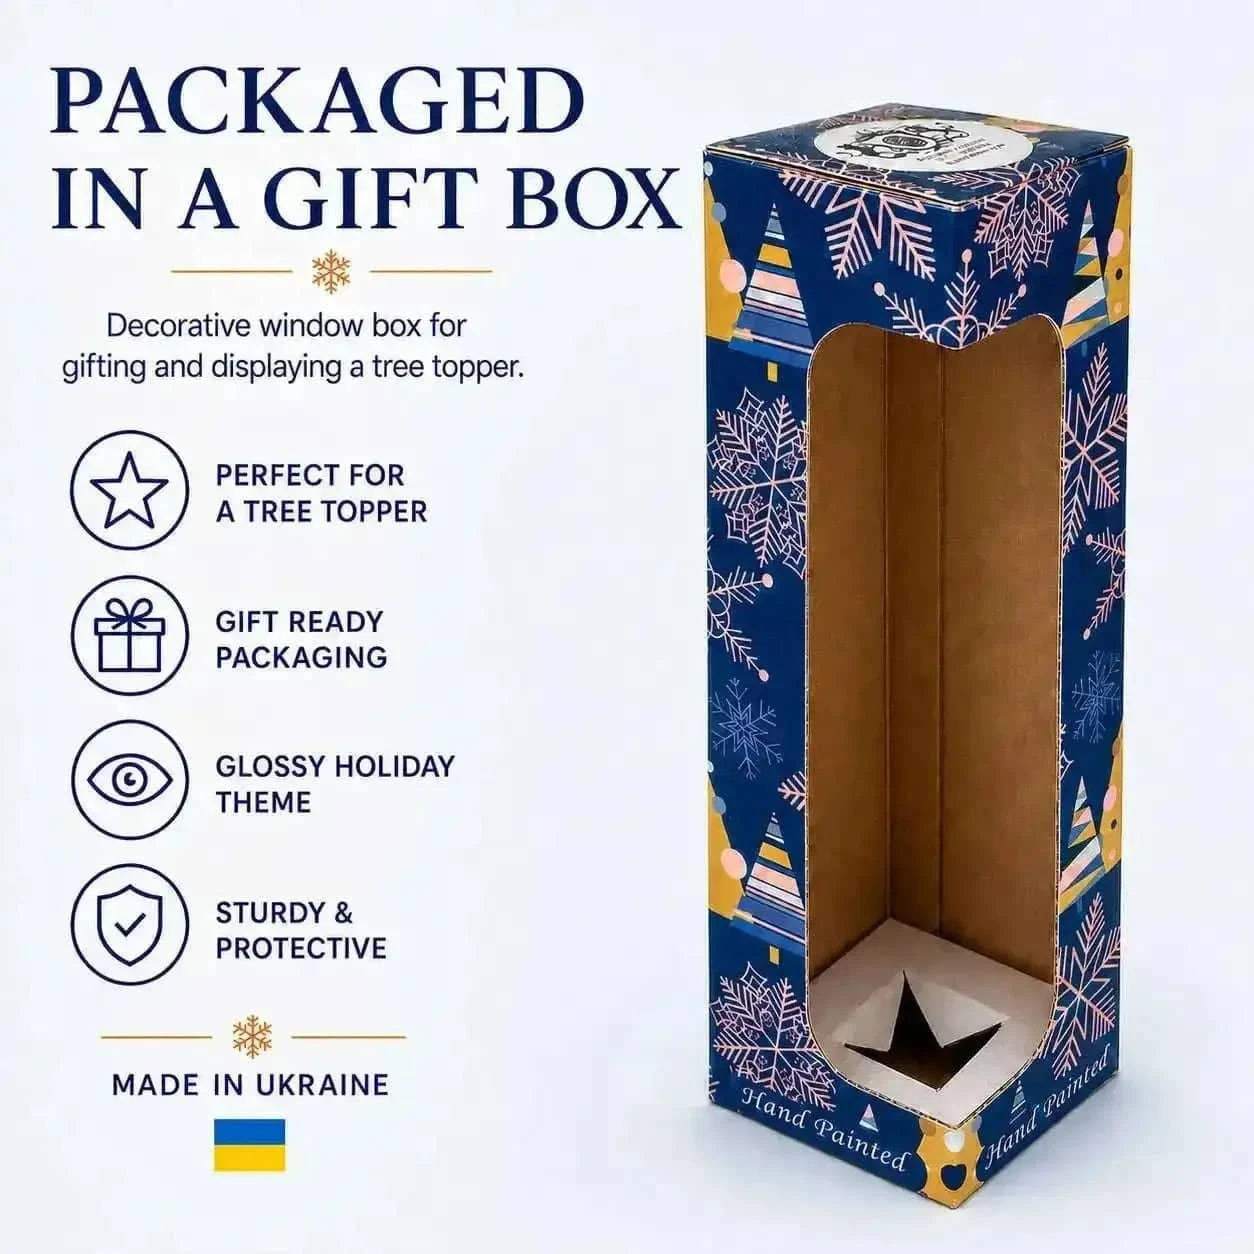 PACKAGED
IN A GIFT BOX
Decorative window box for
gifting and displaying a tree topper.
PERFECT FOR
A TREE TOPPER
GIFT READY
PACKAGING
GLOSSY HOLIDAY
THEME
STURDY &
PROTECTIVE
MADE IN UKRAINE
Hand Painted
Hand Painted